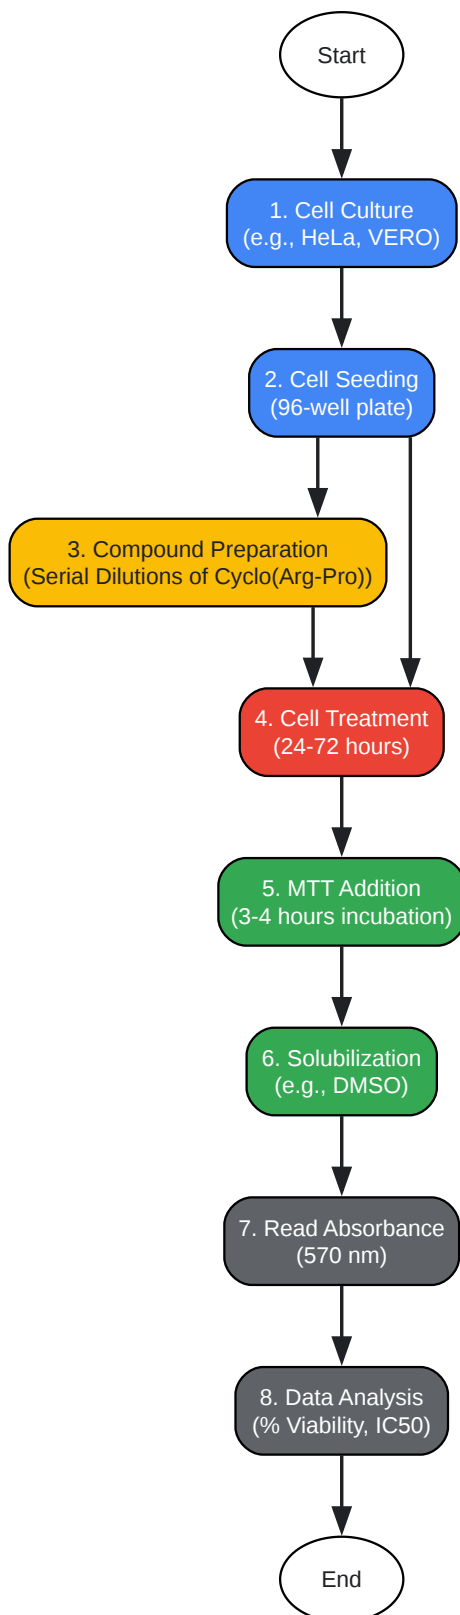 Start
1. Cell Culture
(e.g., HeLa, VERO)
2. Cell Seeding
(96-well plate)
3. Compound Preparation
(Serial Dilutions of Cyclo(Arg-Pro))
4. Cell Treatment
(24-72 hours)
5. MTT Addition
(3-4 hours incubation)
6. Solubilization
(e.g., DMSO)
7. Read Absorbance
(570 nm)
8. Data Analysis
(% Viability, IC50)
End